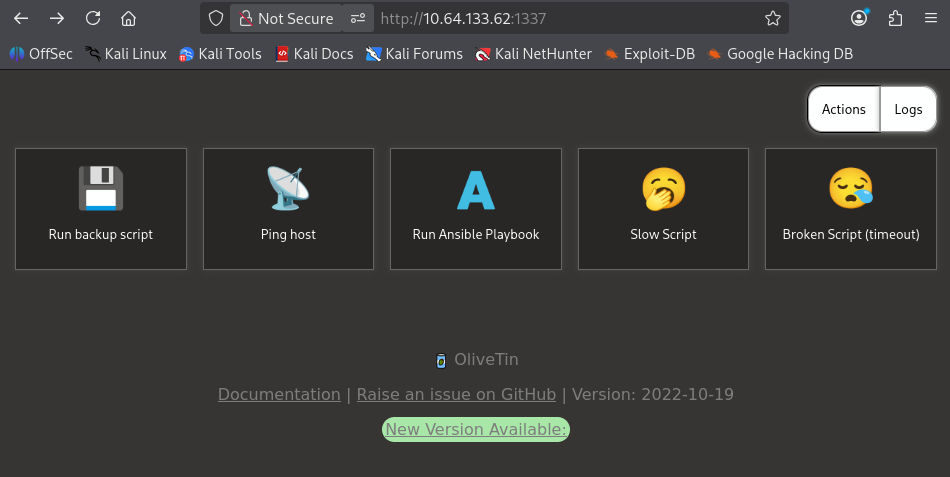 Not Secure http://10.64.133.62:1337
OffSec Kali Linux Kali Tools Kali Docs Kali Forums Kali NetHunter Exploit-DB Google Hacking DB
Actions Logs
Run backup script Ping host Run Ansible Playbook Slow Script Broken Script (timeout)
OliveTin
Documentation | Raise an issue on GitHub | Version: 2022-10-19
New Version Available: